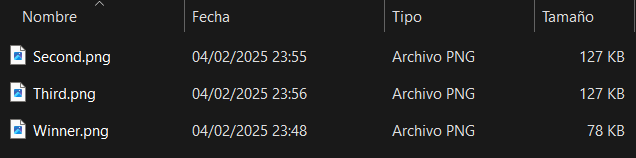 Nombre Fecha Tipo Tamaño
Second.png 04/02/2025 23:55 Archivo PNG 127 KB
Third.png 04/02/2025 23:56 Archivo PNG 127 KB
Winner.png 04/02/2025 23:48 Archivo PNG 78 KB